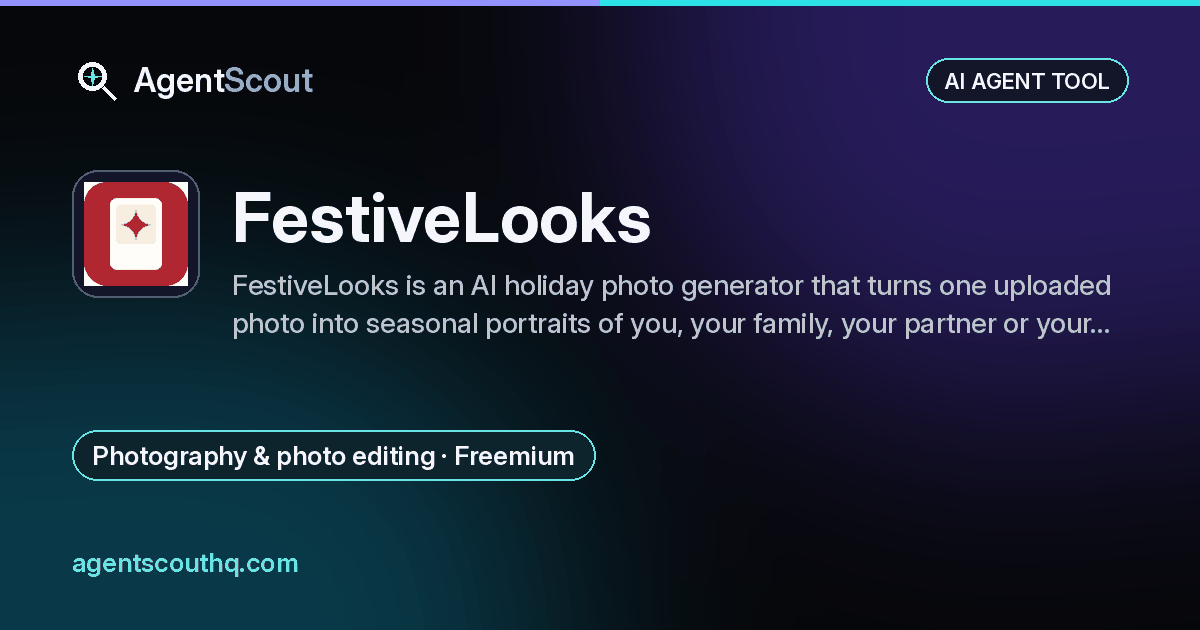 AgentScout
AI AGENT TOOL
FestiveLooks
FestiveLooks is an AI holiday photo generator that turns one uploaded
photo into seasonal portraits of you, your family, your partner or your...
Photography & photo editing · Freemium
agentscouthq.com